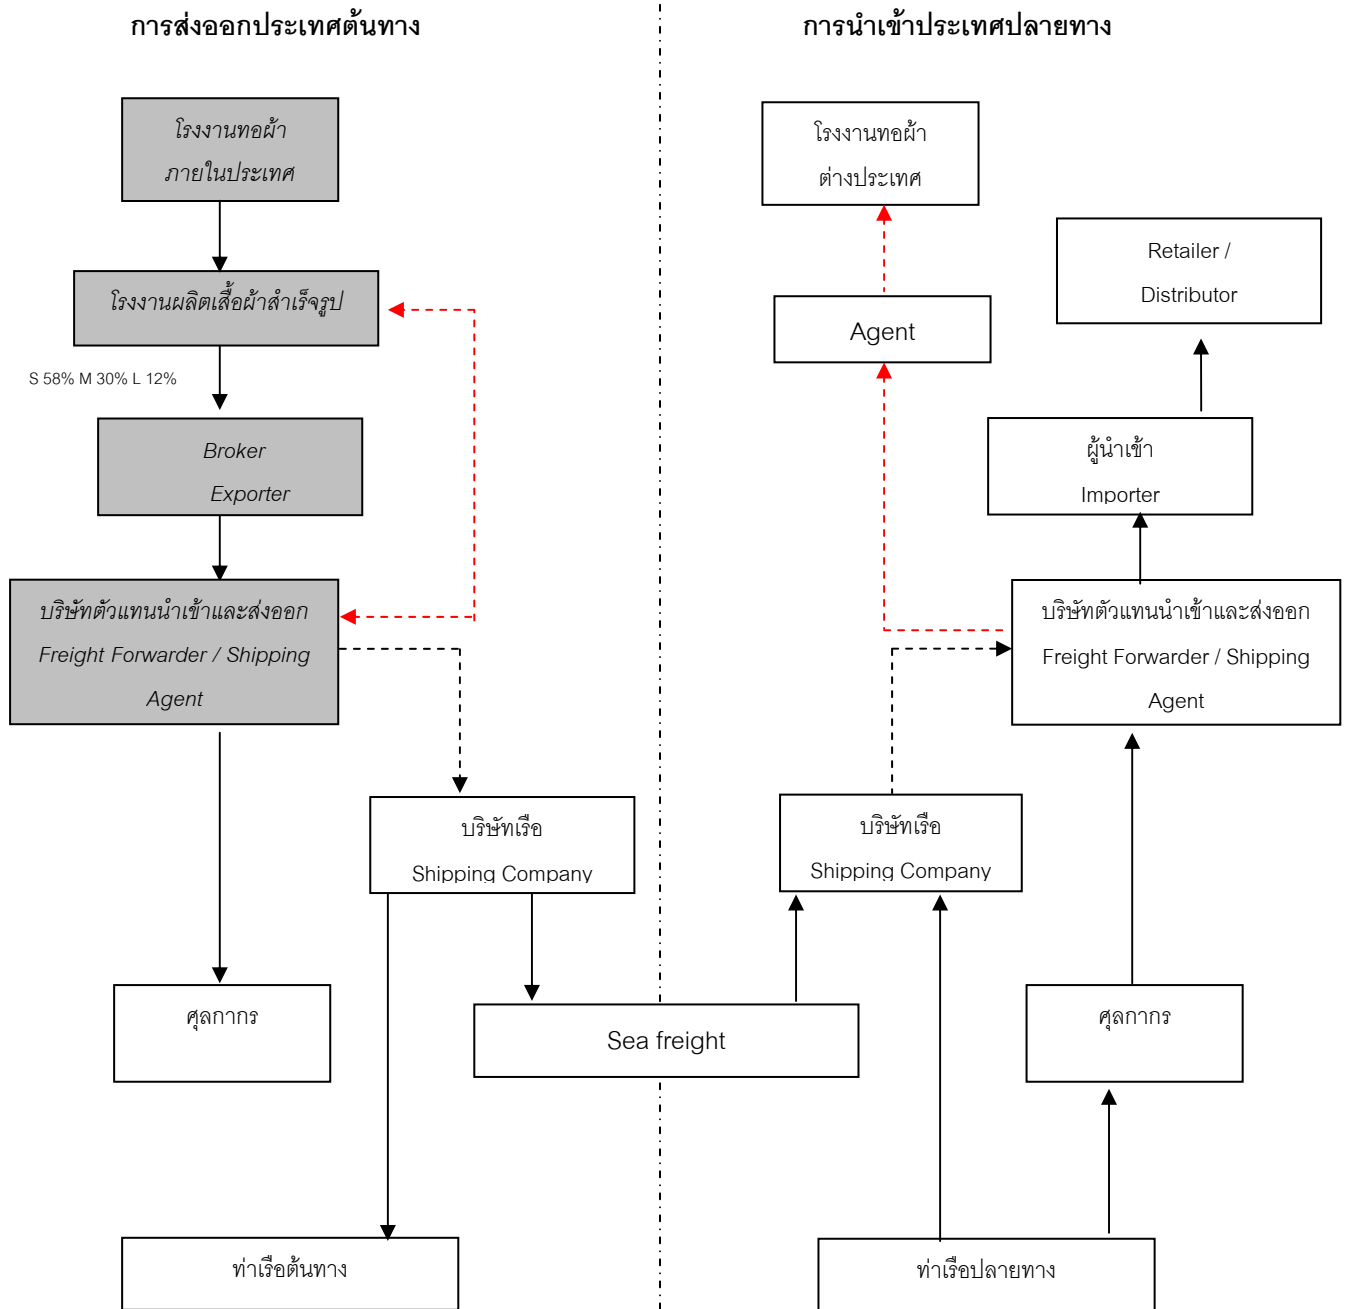 การส่งออกประเทศต้นทาง
การนำเข้าประเทศปลายทาง
โรงงานทอผ้า
ภายในประเทศ
โรงงานผลิตเสื้อผ้าสำเร็จรูป
S 58% M 30% L 12%
Broker
Exporter
บริษัทตัวแทนนำเข้าและส่งออก
Freight Forwarder / Shipping
Agent
บริษัทเรือ
Shipping Company
ศุลกากร
Sea freight
ท่าเรือต้นทาง
โรงงานทอผ้า
ต่างประเทศ
Retailer /
Distributor
Agent
ผู้นำเข้า
Importer
บริษัทตัวแทนนำเข้าและส่งออก
Freight Forwarder / Shipping
Agent
บริษัทเรือ
Shipping Company
ศุลกากร
ท่าเรือปลายทาง